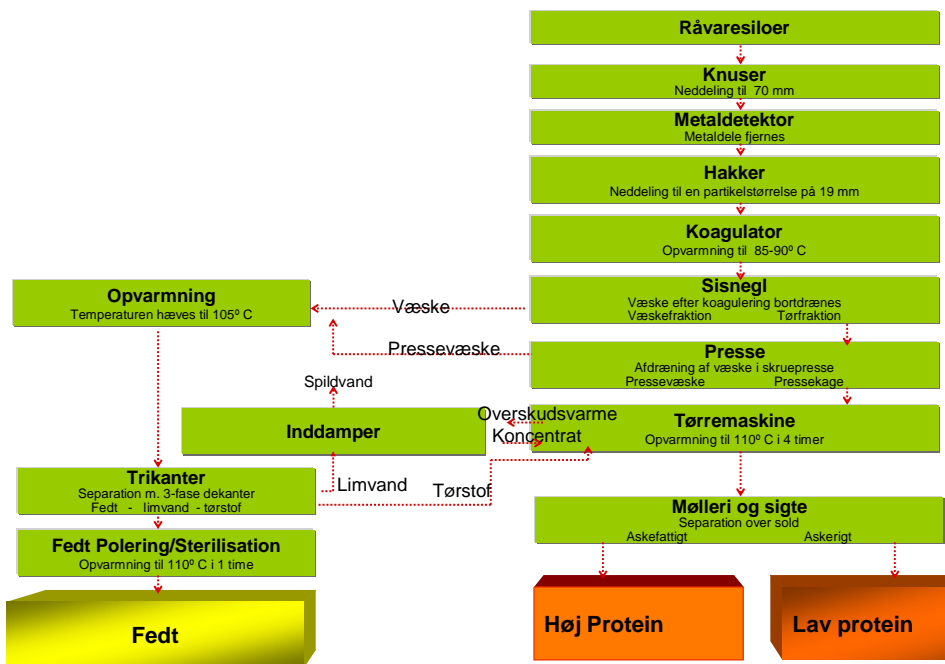 Råvaresiloer
Knuser
Neddeling til 70 mm
Metaldetektor
Metaldele fjernes
Hakker
Neddeling til en partikelstørrelse på 19 mm
Koagulator
Opvarmning til 85-90º C
Sisnegl
Væske efter koagulering bortdrænes
Væskefraktion Tørfraktion
Opvarmning
Temperaturen hæves til 105º C
Væske
Pressevæske
Presse
Afdræning af væske i skruepresse
Pressevæske Pressekage
Spildvand
Inddamper
Overskudsvarme
Koncentrat
Tørremaskine
Opvarmning til 110º C i 4 timer
Trikanter
Separation m. 3-fase dekanter
Fedt - limvand - tørstof
Limvand
Tørstof
Mølleri og sigte
Separation over sold
Askefattigt Askerigt
Fedt Polering/Sterilisation
Opvarmning til 110º C i 1 time
Fedt
Høj Protein
Lav protein